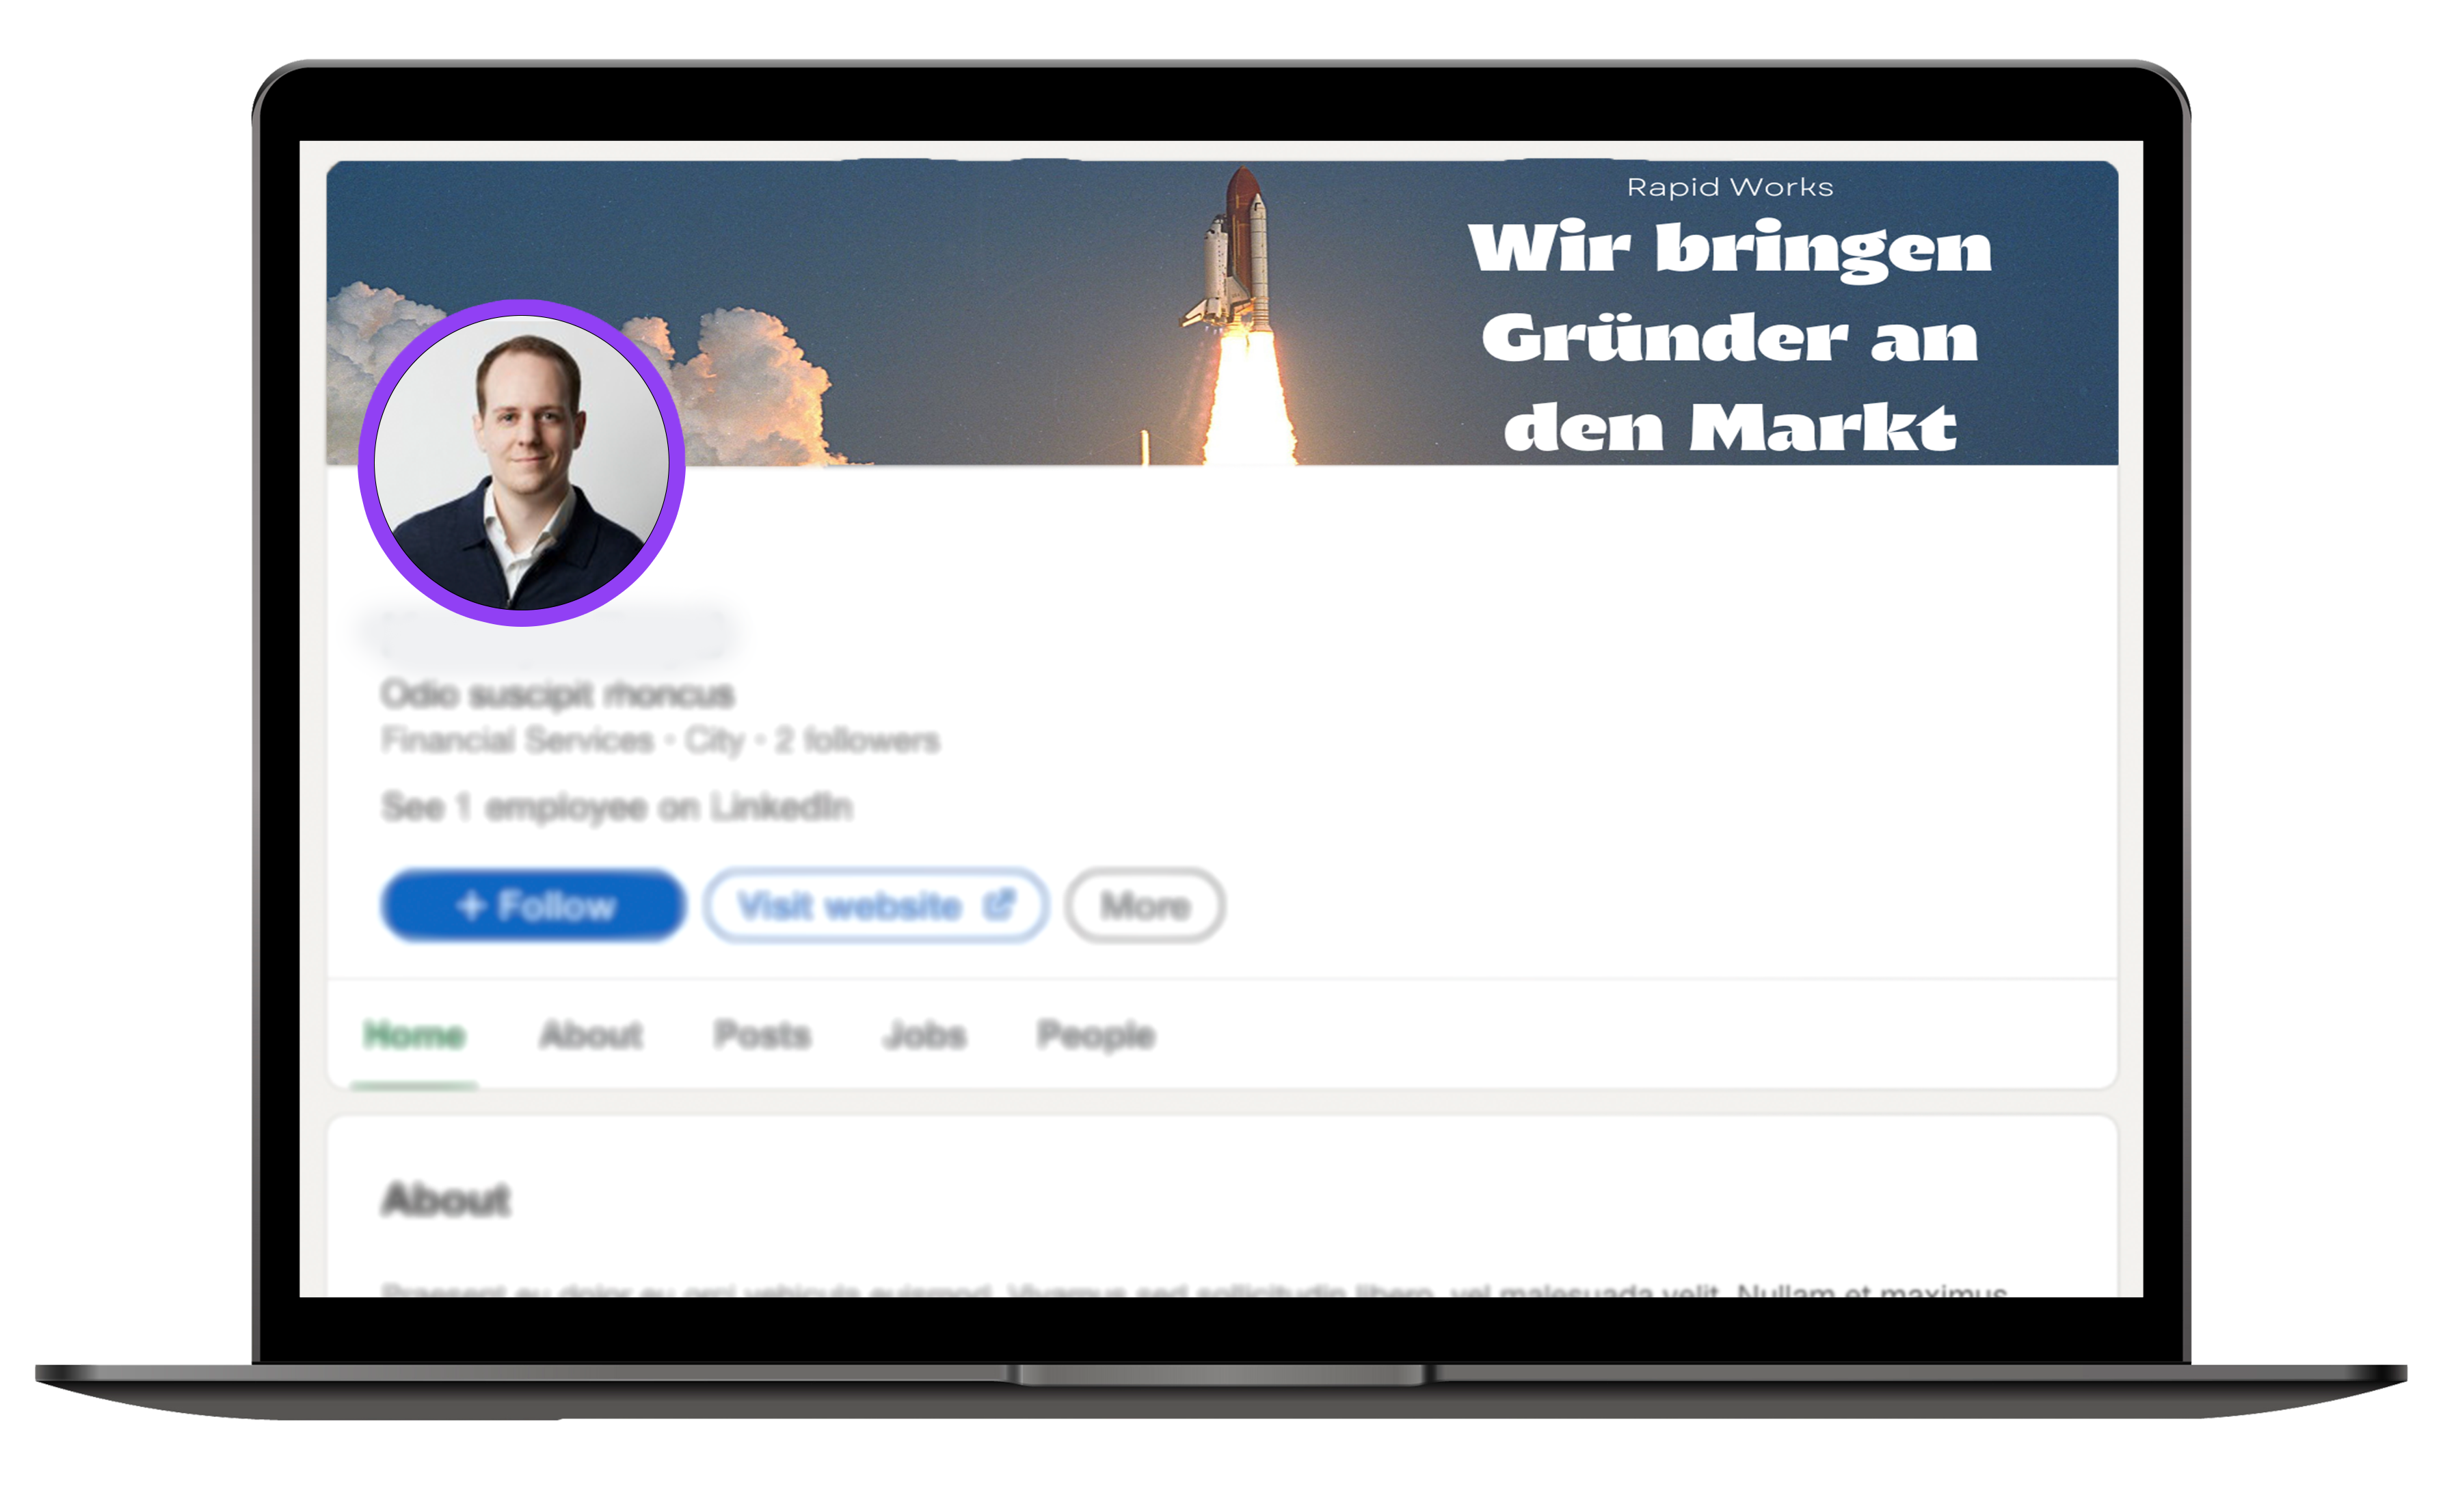 Rapid Works
Wir bringen
Gründer an
den Markt
Odio suscipit rhoncus
Financial Services • City • 2 followers
See 1 employee on LinkedIn
+ Follow
Visit website
More
Home
About
Posts
Jobs
People
About
Praesent eu dolor eu orci vehicula euismod. Vivamus sed sollicitudin libero, vel malesuada velit. Nullam et maximus